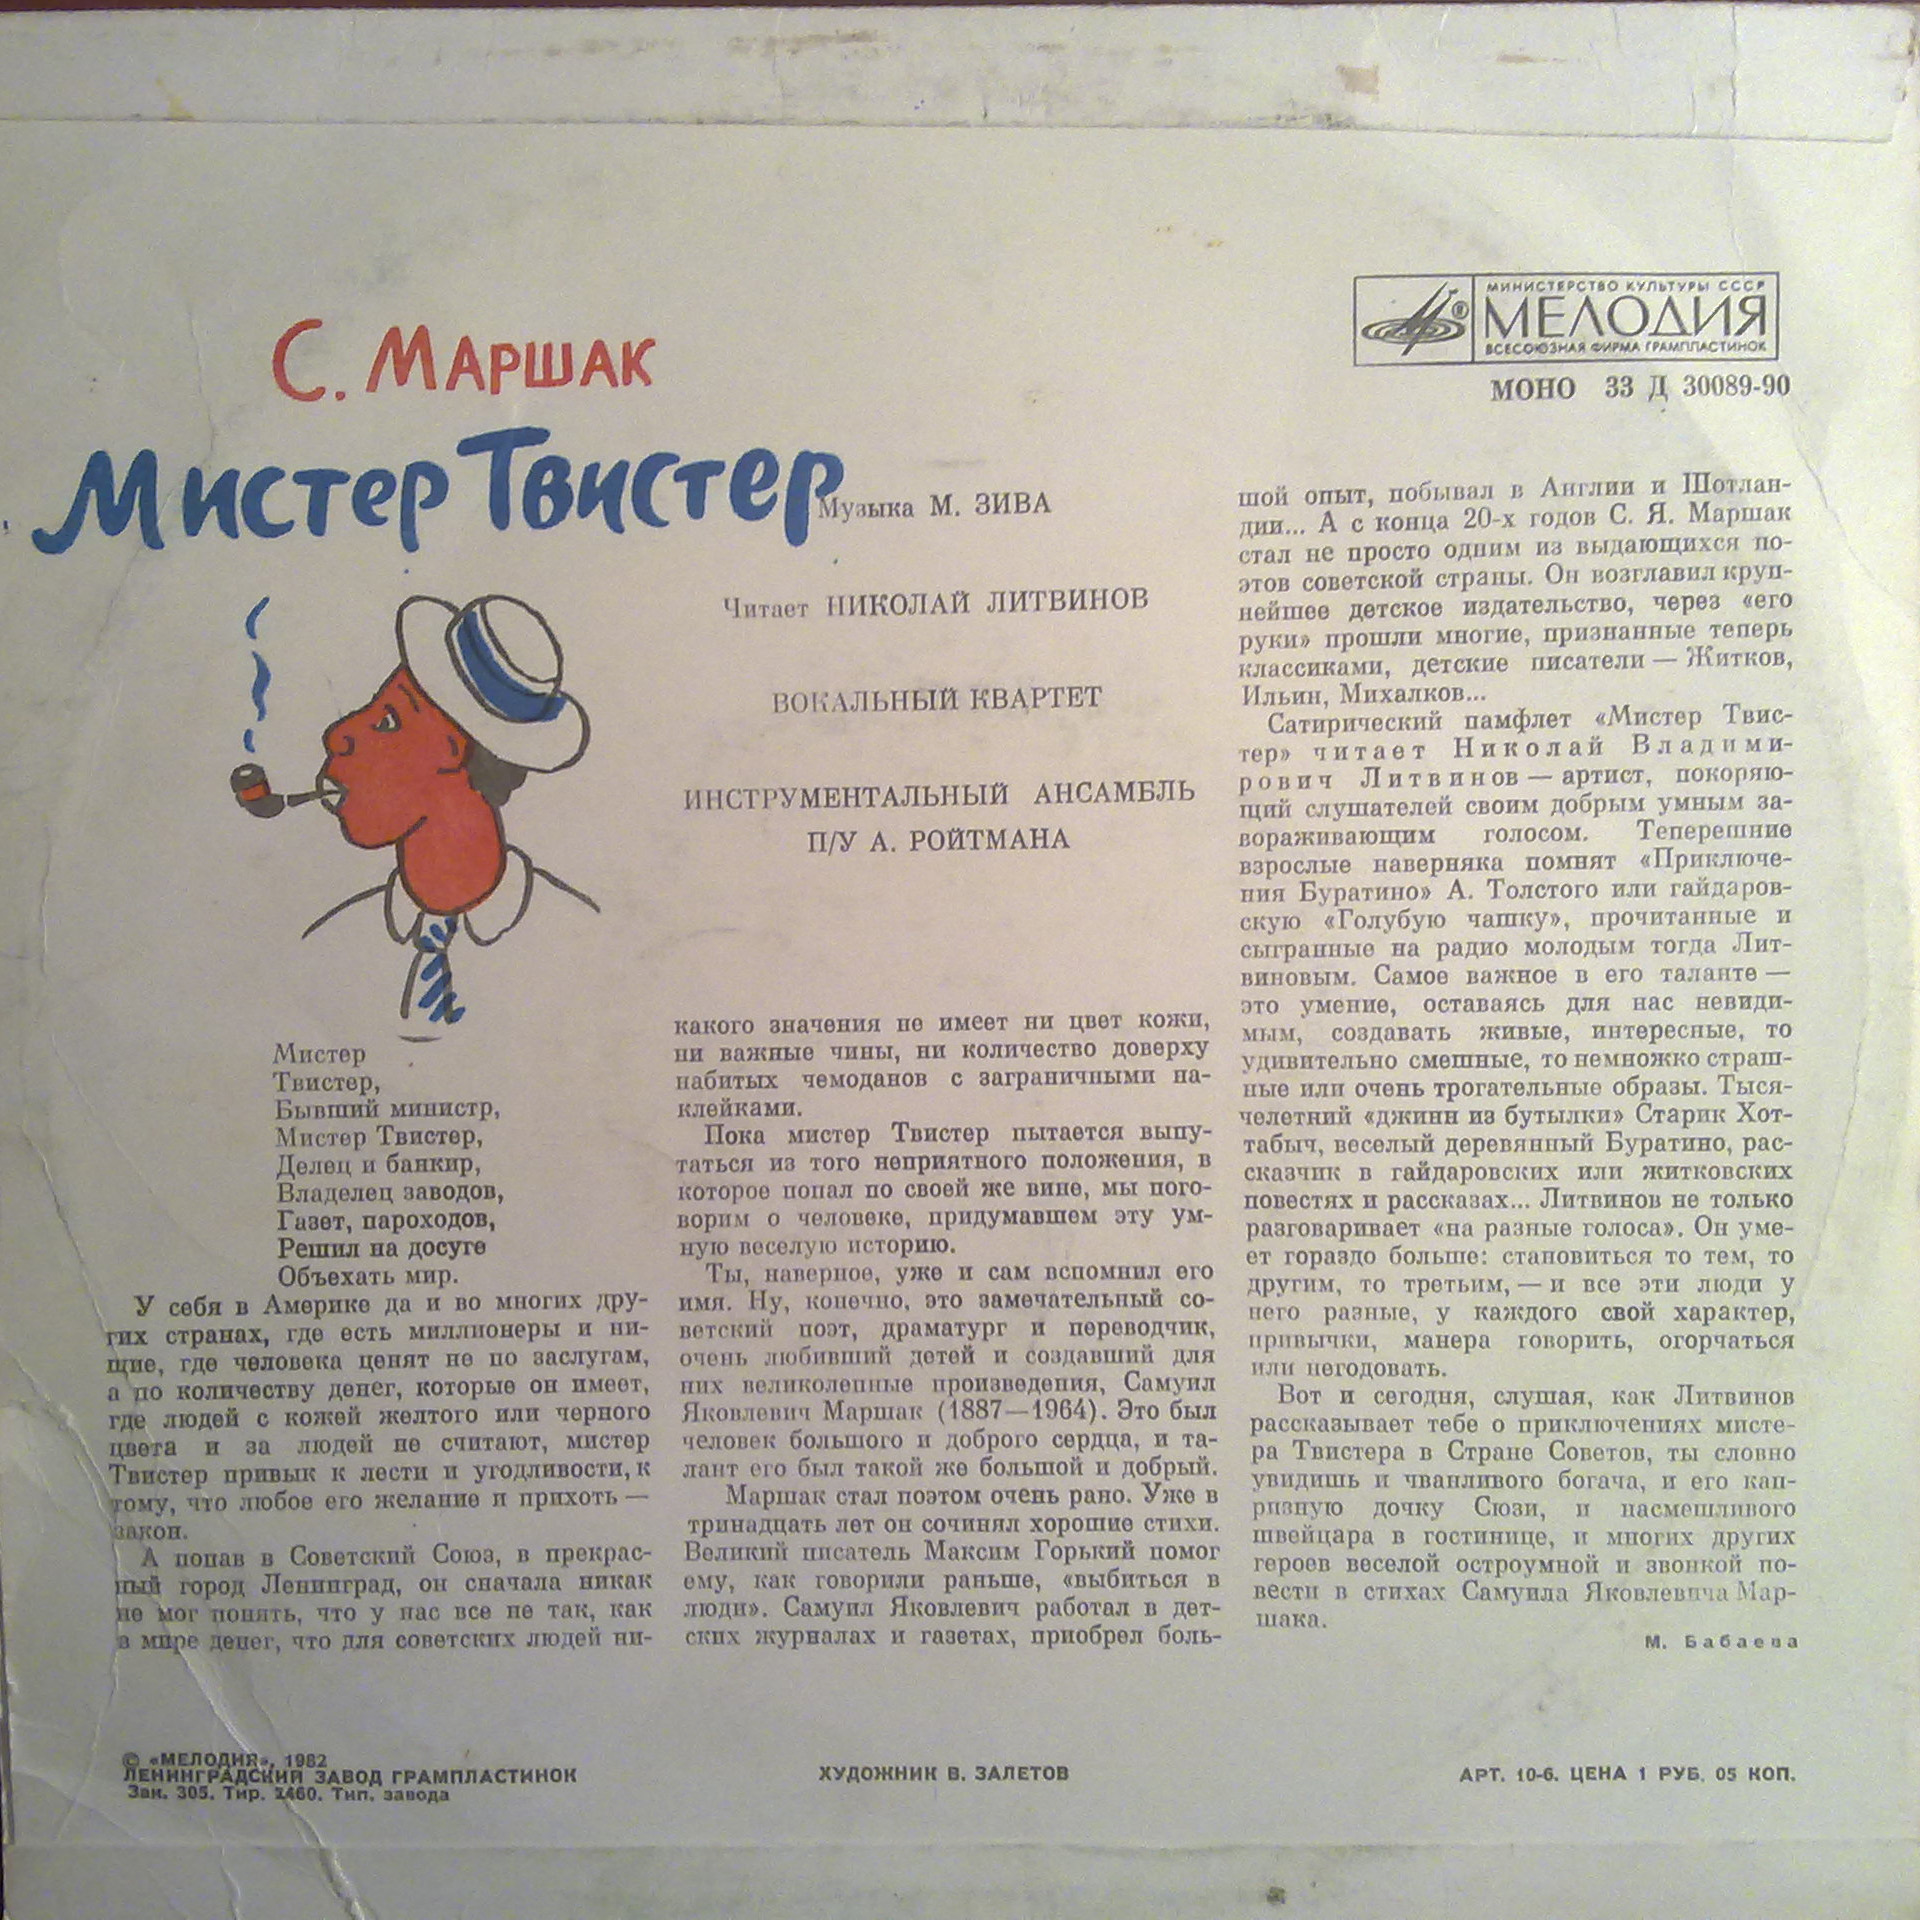 С. Маршак
Мистер Твистер
Музыка М. ЗИВА
Читает НИКОЛАЙ ЛИТВИНОВ
ВОКАЛЬНЫЙ КВАРТЕТ
ИНСТРУМЕНТАЛЬНЫЙ АНСАМБЛЬ
П/У А. РОЙТМАНА
МИНИСТЕРСТВО КУЛЬТУРЫ СССР
МЕЛОДИЯ
ВСЕСОЮЗНАЯ ФИРМА ГРАМПЛАСТИНОК
МОНО 33 Д 30089-90
Мистер
Твистер,
Бывший министр,
Мистер Твистер,
Делец и банкир,
Владелец заводов,
Газет, пароходов,
Решил на досуге
Объехать мир.
У себя в Америке да и во многих дру-
гих странах, где есть миллионеры и ни-
щие, где человека ценят не по заслугам,
а по количеству денег, которые он имеет,
где людей с кожей желтого или черного
цвета и за людей не считают, мистер
Твистер привык к лести и угодливости, к
тому, что любое его желание и прихоть —
закон.
А попав в Советский Союз, в прекрас-
ный город Ленинград, он сначала никак
не мог понять, что у нас все не так, как
в мире денег, что для советских людей ни-
какого значения не имеет ни цвет кожи,
ни важные чины, ни количество доверху
набитых чемоданов с заграничными на-
клейками.
Пока мистер Твистер пытается выпу-
таться из того неприятного положения, в
которое попал по своей же вине, мы пого-
ворим о человеке, придумавшем эту ум-
ную веселую историю.
Ты, наверное, уже и сам вспомнил его
имя. Ну, конечно, это замечательный со-
ветский поэт, драматург и переводчик,
очень любивший детей и создавший для
них великолепные произведения, Самуил
Яковлевич Маршак (1887—1964). Это был
человек большого и доброго сердца, и та-
лант его был такой же большой и добрый.
Маршак стал поэтом очень рано. Уже в
тринадцать лет он сочинял хорошие стихи.
Великий писатель Максим Горький помог
ему, как говорили раньше, «выбиться в
люди». Самуил Яковлевич работал в дет-
ских журналах и газетах, приобрел боль-
шой опыт, побывал в Англии и Шотлан-
дии... А с конца 20-х годов С. Я. Маршак
стал не просто одним из выдающихся по-
этов советской страны. Он возглавил круп-
нейшее детское издательство, через «его
руки» прошли многие, признанные теперь
классиками, детские писатели — Житков,
Ильин, Михалков...
Сатирический памфлет «Мистер Твис-
тер» читает Николай Владими-
рович Литвинов — артист, покоряю-
щий слушателей своим добрым умным за-
вораживающим голосом. Теперешние
взрослые наверняка помнят «Приключе-
ния Буратино» А. Толстого или гайдаров-
скую «Голубую чашку», прочитанные и
сыгранные на радио молодым тогда Лит-
виновым. Самое важное в его таланте —
это умение, оставаясь для нас невиди-
мым, создавать живые, интересные, то
удивительно смешные, то немножко страш-
ные или очень трогательные образы. Тыся-
челетний «джинн из бутылки» Старик Хот-
табыч, веселый деревянный Буратино, рас-
сказчик в гайдаровских или житковских
повестях и рассказах... Литвинов не только
разговаривает «на разные голоса». Он уме-
ет гораздо больше: становиться то тем, то
другим, то третьим, — и все эти люди у
него разные, у каждого свой характер,
привычки, манера говорить, огорчаться
или негодовать.
Вот и сегодня, слушая, как Литвинов
рассказывает тебе о приключениях мисте-
ра Твистера в Стране Советов, ты словно
увидишь и чванливого богача, и его кап-
ризную дочку Сюзи, и насмешливого
швейцара в гостинице, и многих других
героев веселой остроумной и звонкой по-
вести в стихах Самуила Яковлевича Мар-
шака.
М. Бабаева
© «МЕЛОДИЯ», 1982
ЛЕНИНГРАДСКИЙ ЗАВОД ГРАМПЛАСТИНОК
Зак. 305. Тир. 2460. Тип. завода
ХУДОЖНИК В. ЗАЛЕТОВ
АРТ. 10-6. ЦЕНА 1 РУБ. 05 КОП.